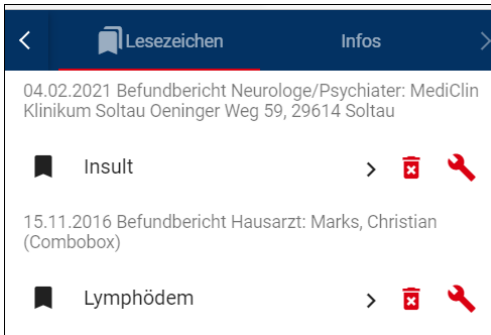 Lesezeichen Infos
04.02.2021 Befundbericht Neurologe/Psychiater: MediClin
Klinikum Soltau Oeninger Weg 59, 29614 Soltau
Insult
15.11.2016 Befundbericht Hausarzt: Marks, Christian
(Combobox)
Lymphödem